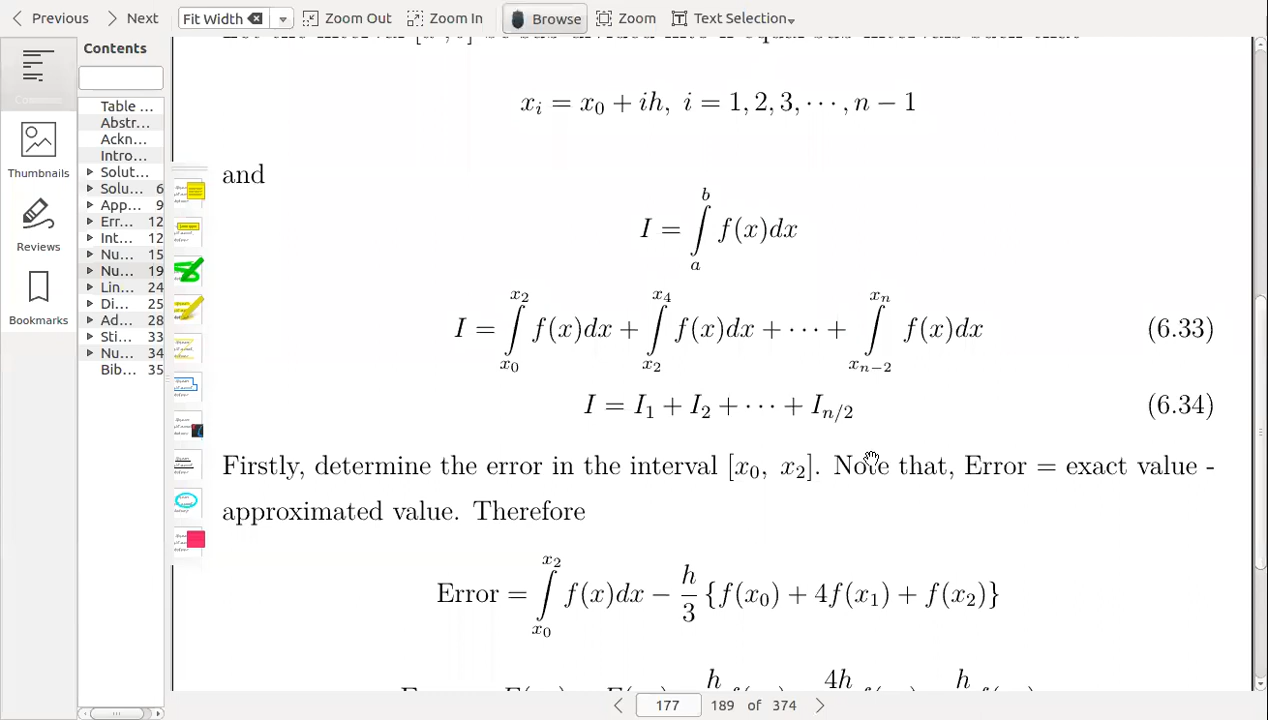 Previous Next Fit Width Zoom Out Zoom In Browse Zoom Text Selection
Contents
Table ...
Abstr...
Ackn...
Intro...
Solut...
Solu... 6
App... 9
Err... 12
Int... 12
Nu... 15
Nu... 19
Lin... 24
Di... 25
Ad... 28
Sti... 33
Nu... 34
Bib... 35
Thumbnails
Reviews
Bookmarks
x_i = x_0 + ih, i = 1, 2, 3, ⋯, n − 1
and
I = ∫_a^b f(x)dx
I = ∫_{x_0}^{x_2} f(x)dx + ∫_{x_2}^{x_4} f(x)dx + ⋯ + ∫_{x_{n−2}}^{x_n} f(x)dx (6.33)
I = I_1 + I_2 + ⋯ + I_{n/2} (6.34)
Firstly, determine the error in the interval [x_0, x_2]. Note that, Error = exact value -
approximated value. Therefore
Error = ∫_{x_0}^{x_2} f(x)dx − h/3 {f(x_0) + 4f(x_1) + f(x_2)}
177 189 of 374